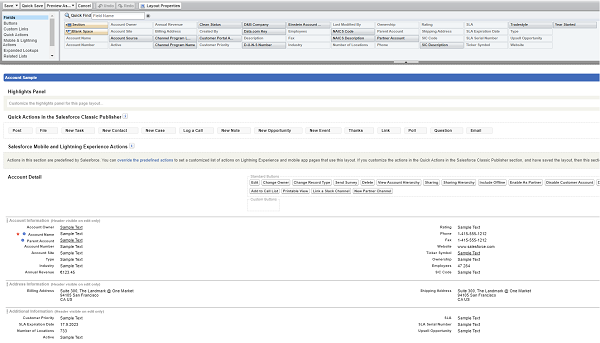 Save Quick Save Preview As... Cancel Undo Redo Layout Properties
Fields
Buttons
Custom Links
Quick Actions
Mobile & Lightning Actions
Expanded Lookups
Related Lists
Quick Find Field Name
Section Account Owner Annual Revenue Clean Status D&B Company Einstein Account Last Modified By Ownership Rating SLA Tradestyle Year Started
Blank Space Account Site Billing Address Created By Data.com Key Employees NAICS Code Parent Account Shipping Address SLA Expiration Date Type
Account Name Account Source Channel Program L... Customer Portal A... Description Fax NAICS Description Partner Account SIC Code SLA Serial Number Upsell Opportunity
Account Number Active Channel Program Name Customer Priority D-U-N-S Number Industry Number of Locations Phone SIC Description Ticker Symbol Website
Account Sample
Highlights Panel
Customize the highlights panel for this page layout...
Quick Actions in the Salesforce Classic Publisher
Post File New Task New Contact New Case Log a Call New Note New Opportunity New Event Thanks Link Poll Question Email
Salesforce Mobile and Lightning Experience Actions
Actions in this section are predefined by Salesforce. You can override the predefined actions to set a customized list of actions on Lightning Experience and mobile app pages that use this layout. If you customize the actions in the Quick Actions in the Salesforce Classic Publisher section, and have saved the layout, then this section
Account Detail
Standard Buttons
Edit Change Owner Change Record Type Send Survey Delete View Account Hierarchy Sharing Sharing Hierarchy Include Offline Enable As Partner Disable Customer Account
Add to Call List Printable View Link a Slack Channel New Partner Channel
Custom Buttons
Account Information (Header visible on edit only)
Account Owner Sample Text Rating Sample Text
Account Name Sample Text Phone 1-415-555-1212
Parent Account Sample Text Fax 1-415-555-1212
Account Number Sample Text Website www.salesforce.com
Account Site Sample Text Ticker Symbol Sample Text
Type Sample Text Ownership Sample Text
Industry Sample Text Employees 47 284
Annual Revenue €123.45 SIC Code Sample Text
Address Information (Header visible on edit only)
Billing Address Suite 300, The Landmark @ One Market Shipping Address Suite 300, The Landmark @ One Market
94105 San Francisco 94105 San Francisco
CA US CA US
Additional Information (Header visible on edit only)
Customer Priority Sample Text SLA Sample Text
SLA Expiration Date 17.8.2023 SLA Serial Number Sample Text
Number of Locations 733 Upsell Opportunity Sample Text
Active Sample Text